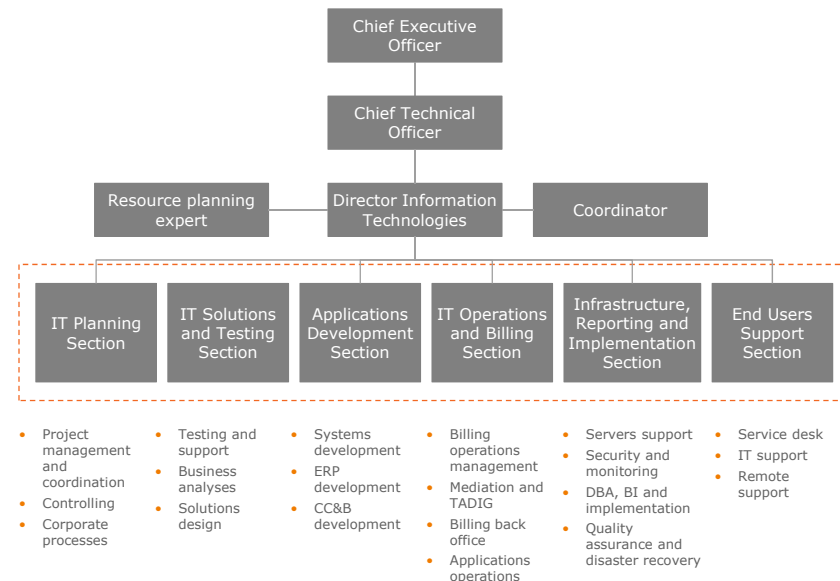 Chief Executive
Officer
Chief Technical
Officer
Resource planning
expert
Director Information
Technologies
Coordinator
IT Planning
Section
IT Solutions
and Testing
Section
Applications
Development
Section
IT Operations
and Billing
Section
Infrastructure,
Reporting and
Implementation
Section
End Users
Support
Section
• Project
management
and
coordination
• Controlling
• Corporate
processes
• Testing and
support
• Business
analyses
• Solutions
design
• Systems
development
• ERP
development
• CC&B
development
• Billing
operations
management
• Mediation and
TADIG
• Billing back
office
• Applications
operations
• Servers support
• Security and
monitoring
• DBA, BI and
implementation
• Quality
assurance and
disaster recovery
• Service desk
• IT support
• Remote
support